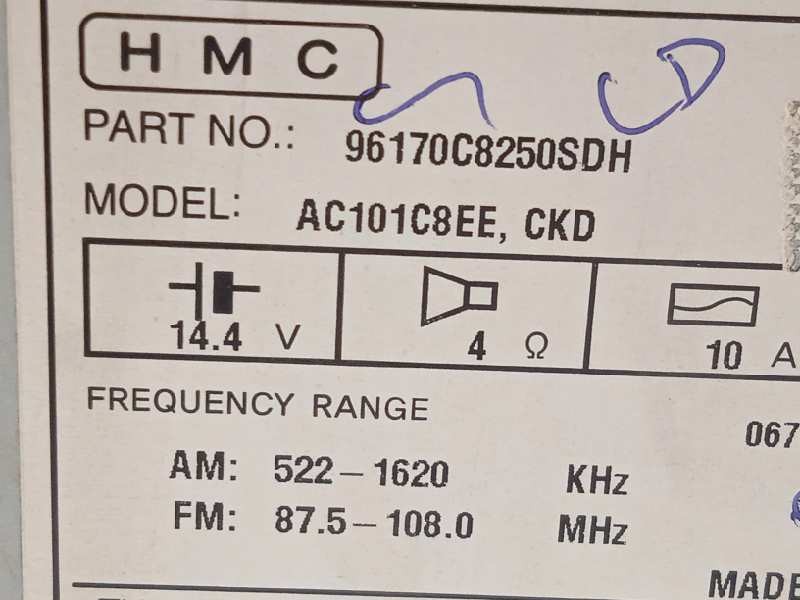 HMC
PART NO.: 96170C8250SDH
MODEL: AC101C8EE, CKD
14.4 V 4 Ω 10 A
FREQUENCY RANGE
067
AM: 522-1620 KHz
FM: 87.5-108.0 MHz
MADE